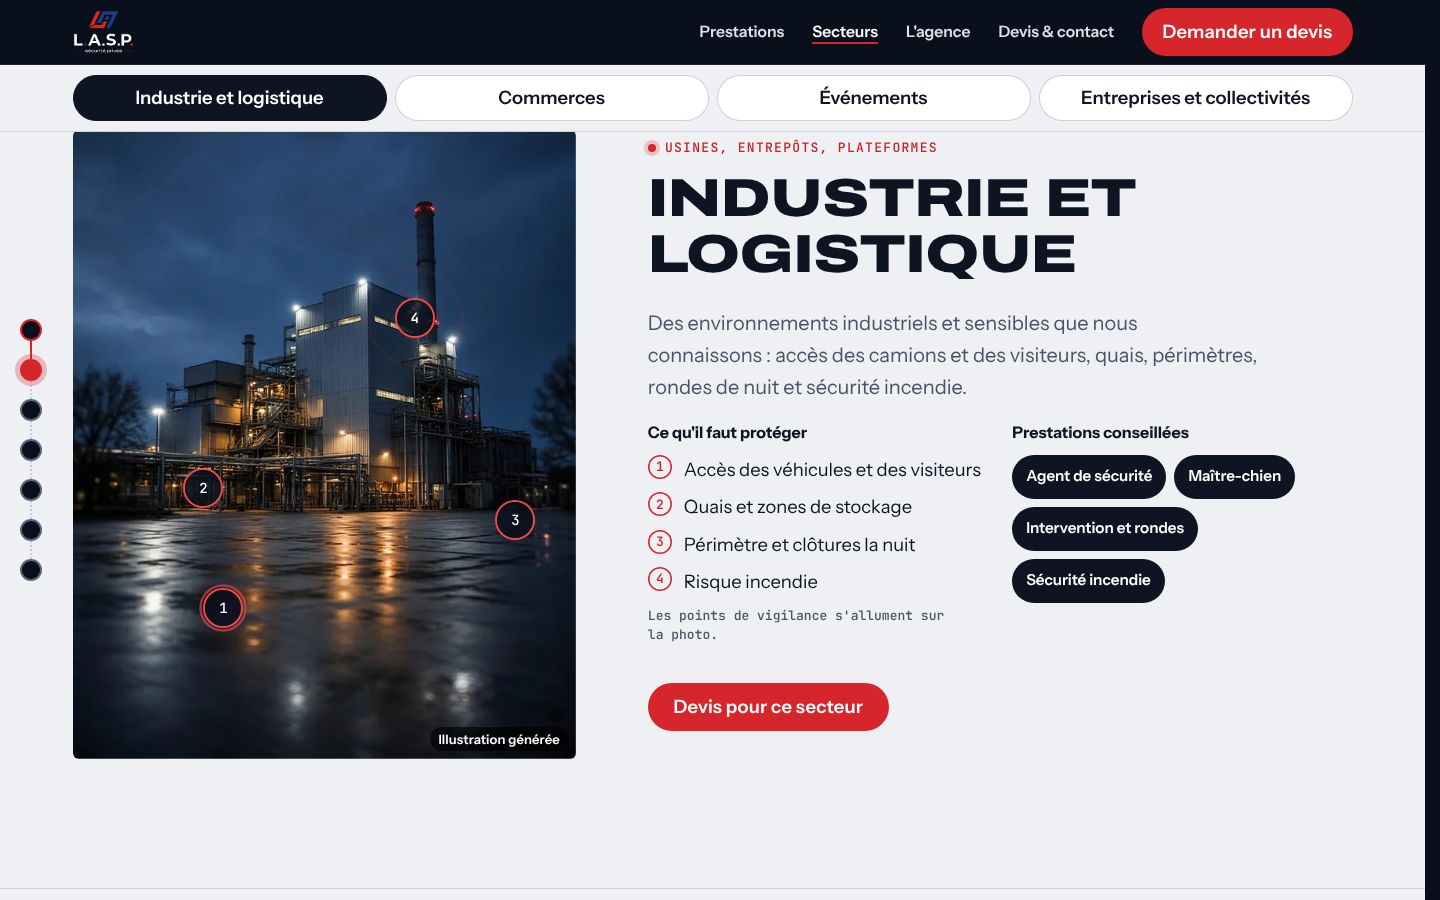 L.A.S.P.
sécurité privée
Prestations
Secteurs
L'agence
Devis & contact
Demander un devis
Industrie et logistique
Commerces
Événements
Entreprises et collectivités
USINES, ENTREPÔTS, PLATEFORMES
INDUSTRIE ET
LOGISTIQUE
Des environnements industriels et sensibles que nous
connaissons : accès des camions et des visiteurs, quais, périmètres,
rondes de nuit et sécurité incendie.
Ce qu'il faut protéger
1 Accès des véhicules et des visiteurs
2 Quais et zones de stockage
3 Périmètre et clôtures la nuit
4 Risque incendie
Les points de vigilance s'allument sur
la photo.
Prestations conseillées
Agent de sécurité
Maître-chien
Intervention et rondes
Sécurité incendie
Devis pour ce secteur
4
2
3
1
Illustration générée